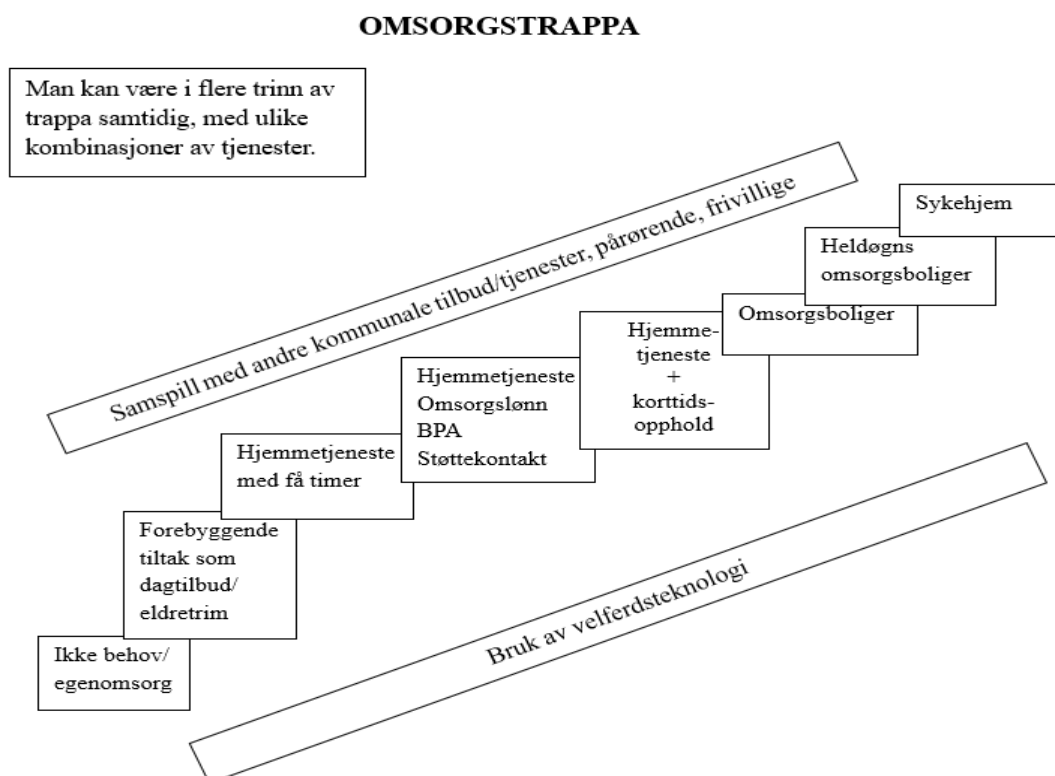 OMSORGSTRAPPA
Man kan være i flere trinn av
trappa samtidig, med ulike
kombinasjoner av tjenester.
Samspill med andre kommunale tilbud/tjenester, pårørende, frivillige
Sykehjem
Heldøgns
omsorgsboliger
Omsorgsboliger
Hjemme-
tjeneste
+
korttids-
opphold
Hjemmetjeneste
Omsorgslønn
BPA
Støttekontakt
Hjemmetjeneste
med få timer
Forebyggende
tiltak som
dagtilbud/
eldretrim
Ikke behov/
egenomsorg
Bruk av velferdsteknologi